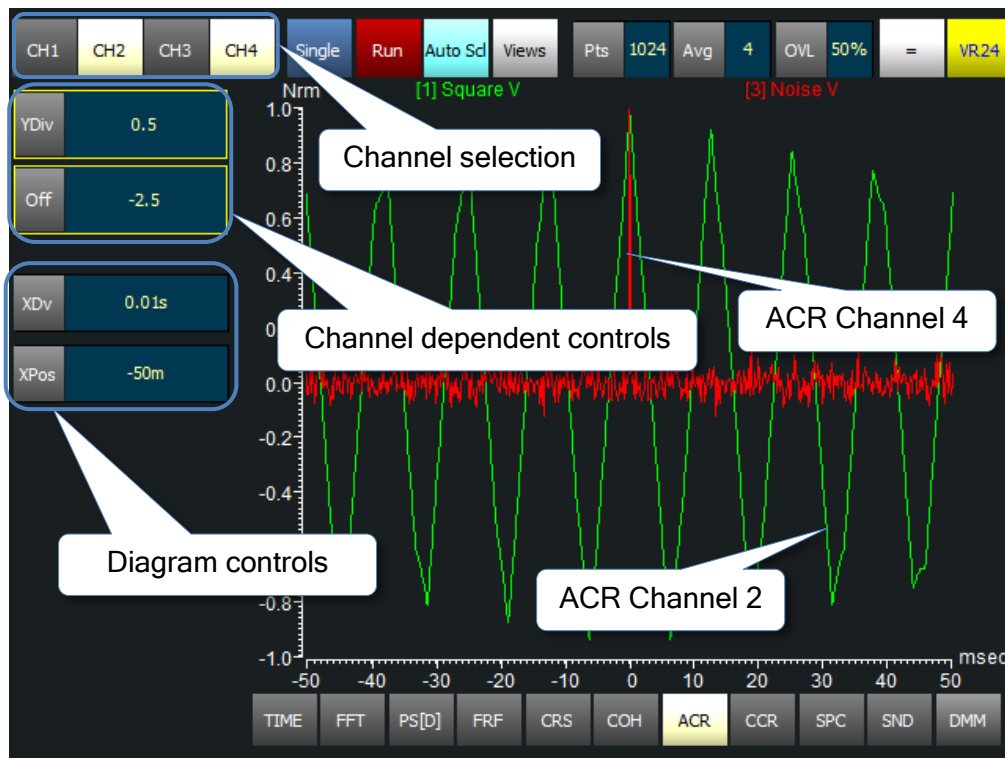 CH1 CH2 CH3 CH4 Single Run Auto Scl Views Pts 1024 Avg 4 OVL 50% = VR24
Nrm [1] Square V [3] Noise V
YDiv 0.5
Off -2.5
XDv 0.01s
XPos -50m
1.0
0.8
0.6
0.4
0.0
-0.2
-0.4
-0.8
-1.0
Channel selection
Channel dependent controls
ACR Channel 4
Diagram controls
ACR Channel 2
msec
-50 -40 -30 -20 -10 0 10 20 30 40 50
TIME FFT PS[D] FRF CRS COH ACR CCR SPC SND DMM